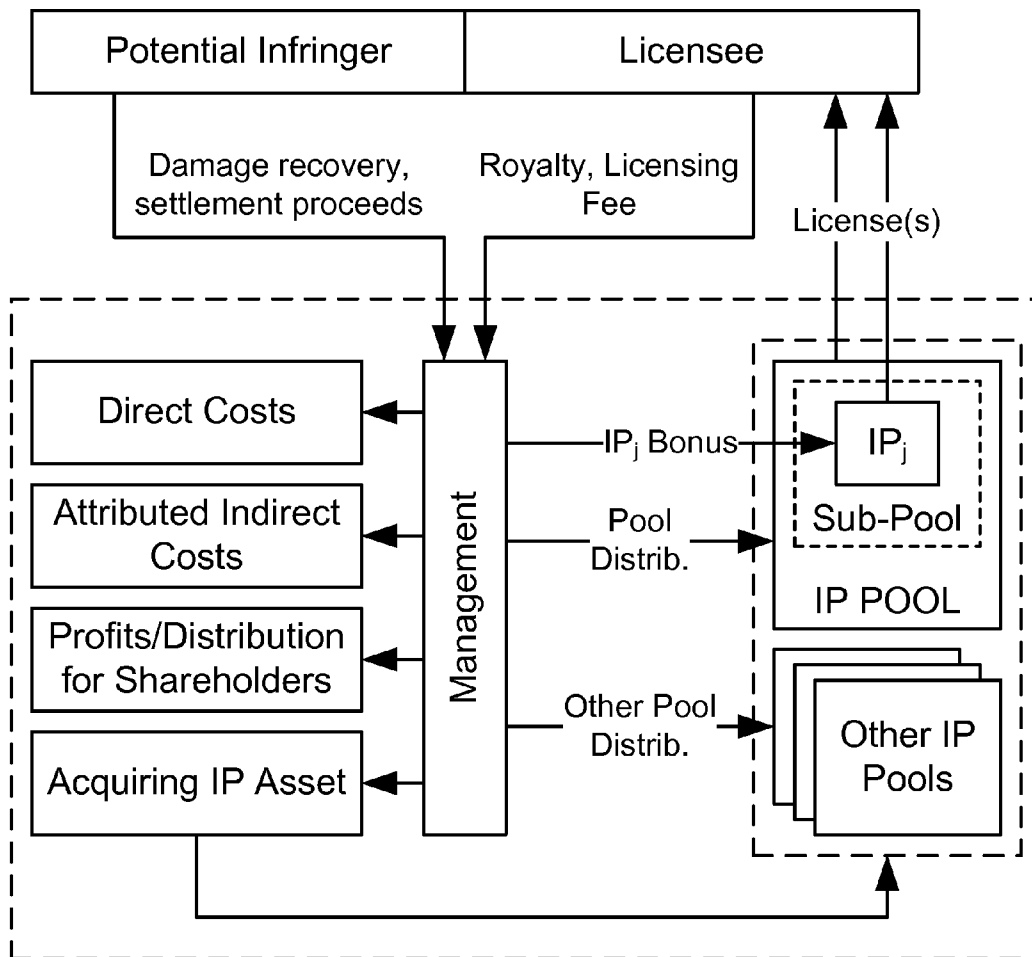 Potential Infringer
Licensee
Damage recovery,
settlement proceeds
Royalty, Licensing
Fee
License(s)
Direct Costs
Attributed Indirect
Costs
Profits/Distribution
for Shareholders
Acquiring IP Asset
Management
IPj Bonus
Pool
Distrib.
Other Pool
Distrib.
IPj
Sub-Pool
IP POOL
Other IP
Pools